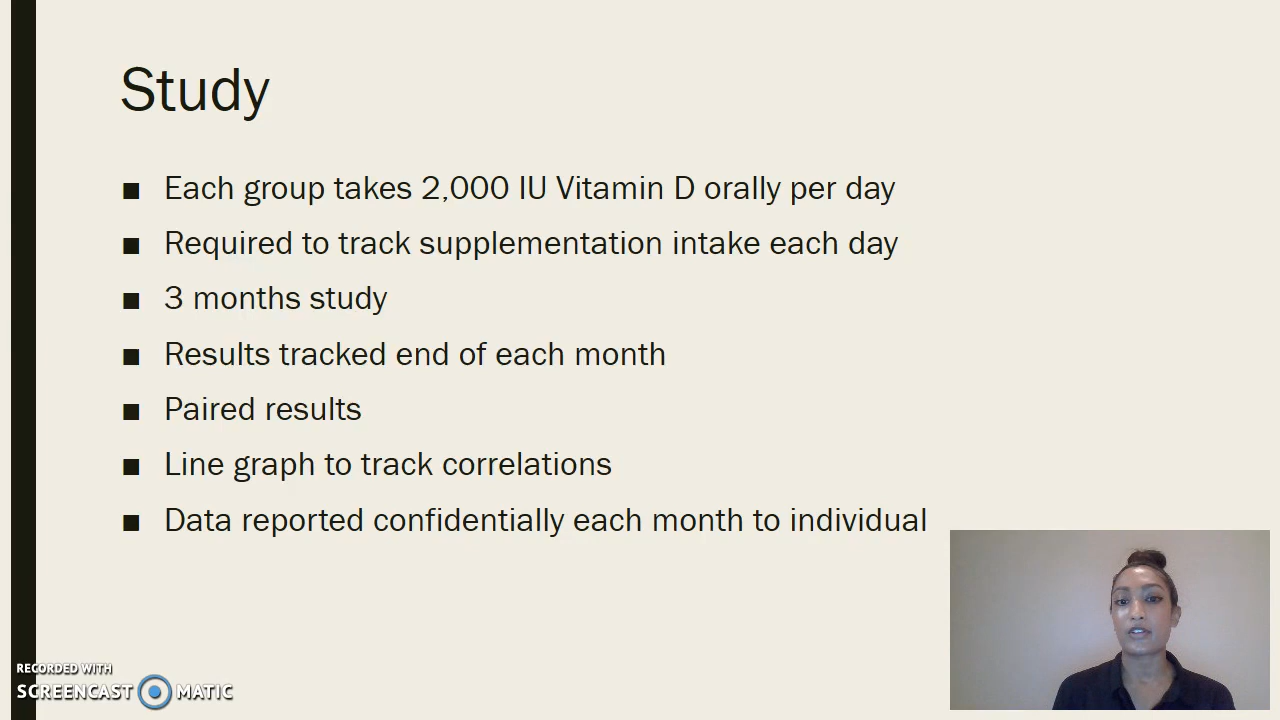 Study
■ Each group takes 2,000 IU Vitamin D orally per day
■ Required to track supplementation intake each day
■ 3 months study
■ Results tracked end of each month
■ Paired results
■ Line graph to track correlations
■ Data reported confidentially each month to individual
RECORDED WITH
SCREENCAST MATIC